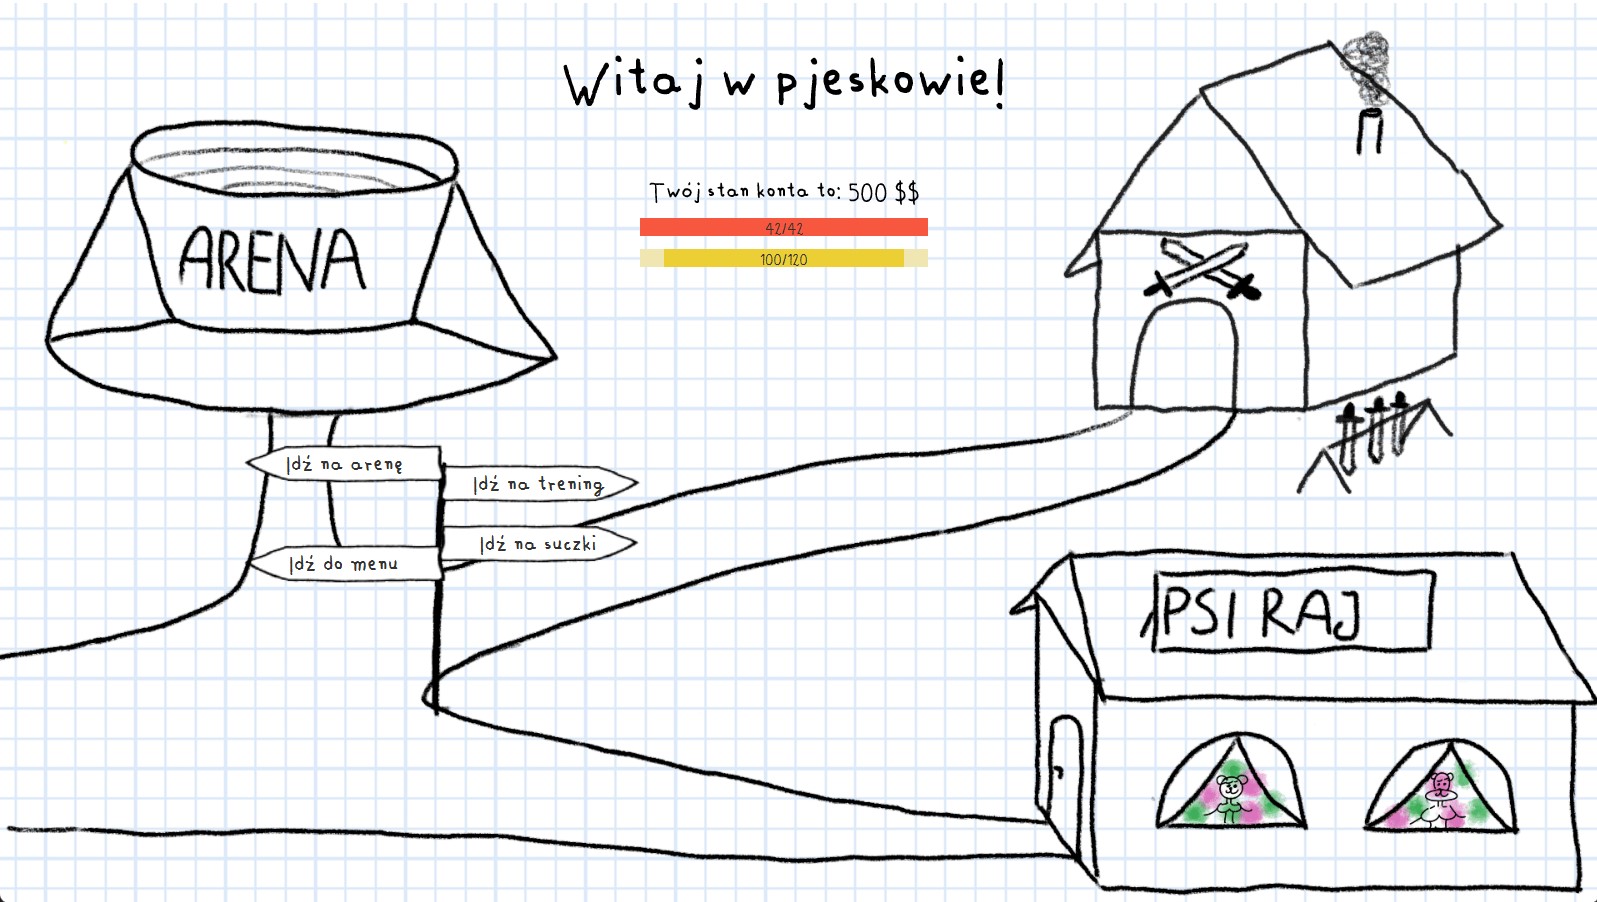 Witaj w pjeskowie!
Twój stan konta to: 500 $$
42/42
100/120
ARENA
Idź na arenę
Idź na trening
Idź na suczki
Idź do menu
PSI RAJ